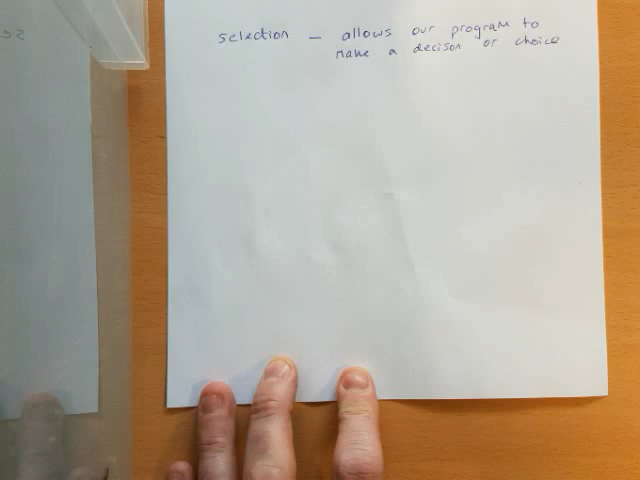 selection — allows our program to
make a decison or choice